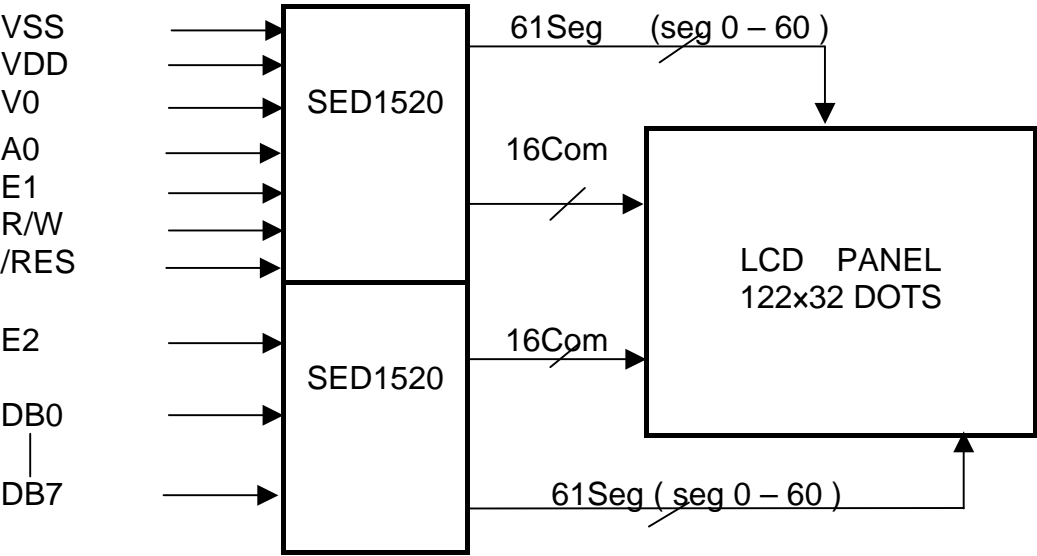 VSS
VDD
V0
A0
E1
R/W
/RES
E2
DB0
DB7
SED1520
SED1520
61Seg (seg 0 – 60 )
16Com
16Com
61Seg ( seg 0 – 60 )
LCD PANEL
122×32 DOTS